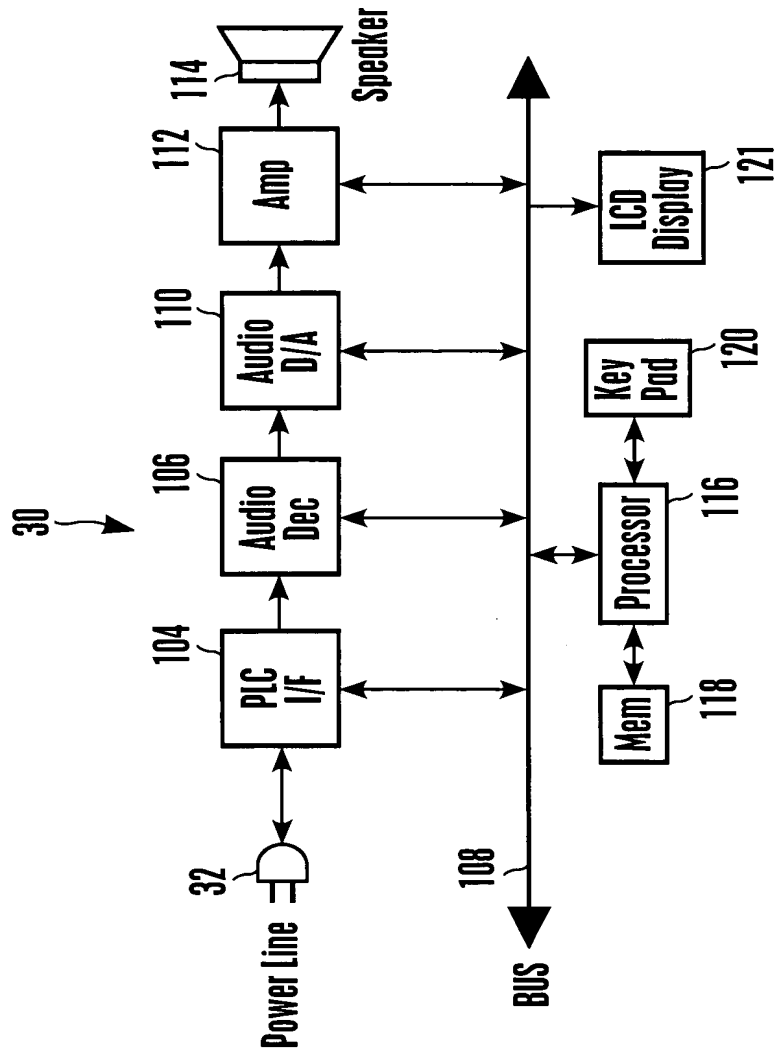 30
Power Line
32
104
PLC
I/F
106
Audio
Dec
110
Audio
D/A
112
Amp
114
Speaker
BUS
108
Mem
118
Processor
116
Key
Pad
120
LCD
Display
121